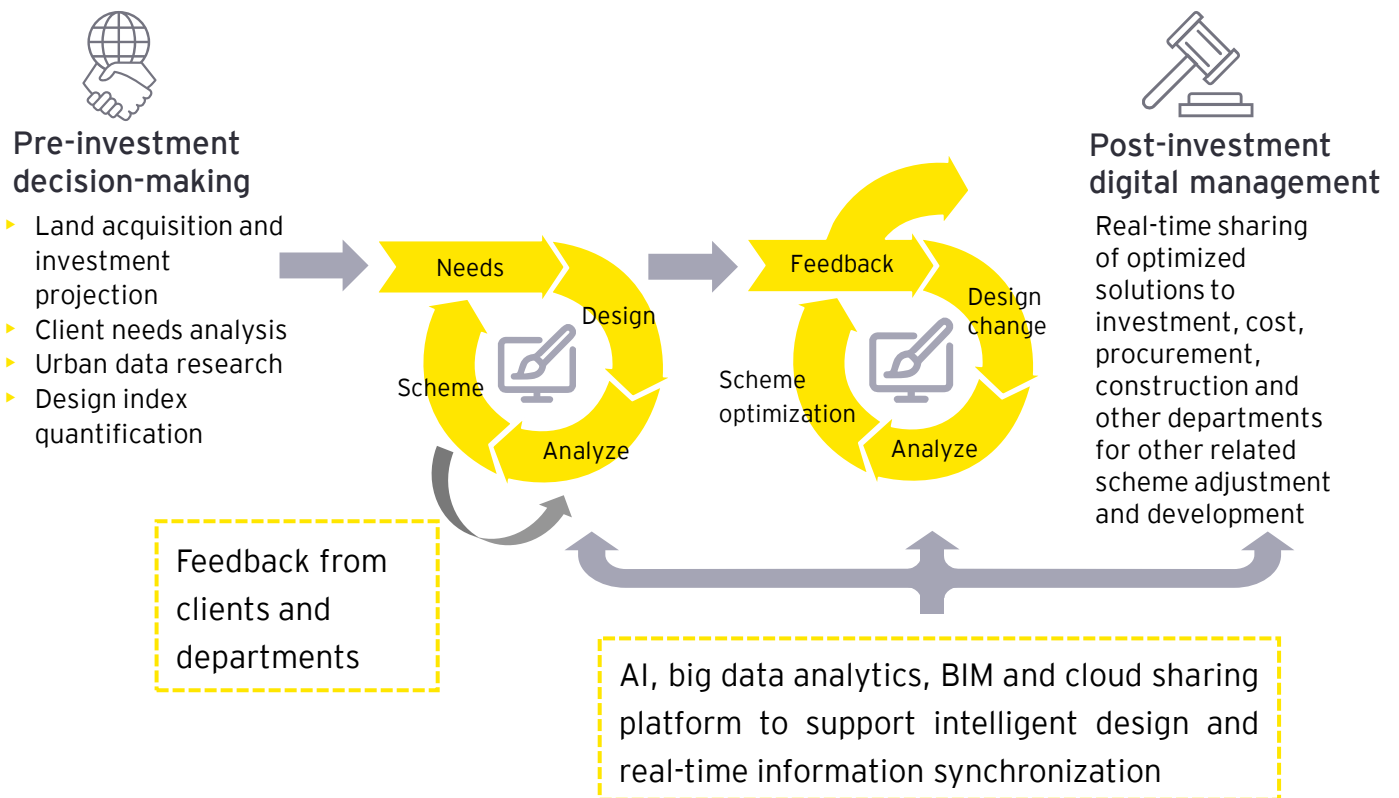 Pre-investment
decision-making
▸ Land acquisition and
investment
projection
▸ Client needs analysis
▸ Urban data research
▸ Design index
quantification
Needs
Design
Analyze
Scheme
Feedback
Design
change
Analyze
Scheme
optimization
Post-investment
digital management
Real-time sharing
of optimized
solutions to
investment, cost,
procurement,
construction and
other departments
for other related
scheme adjustment
and development
Feedback from
clients and
departments
AI, big data analytics, BIM and cloud sharing
platform to support intelligent design and
real-time information synchronization